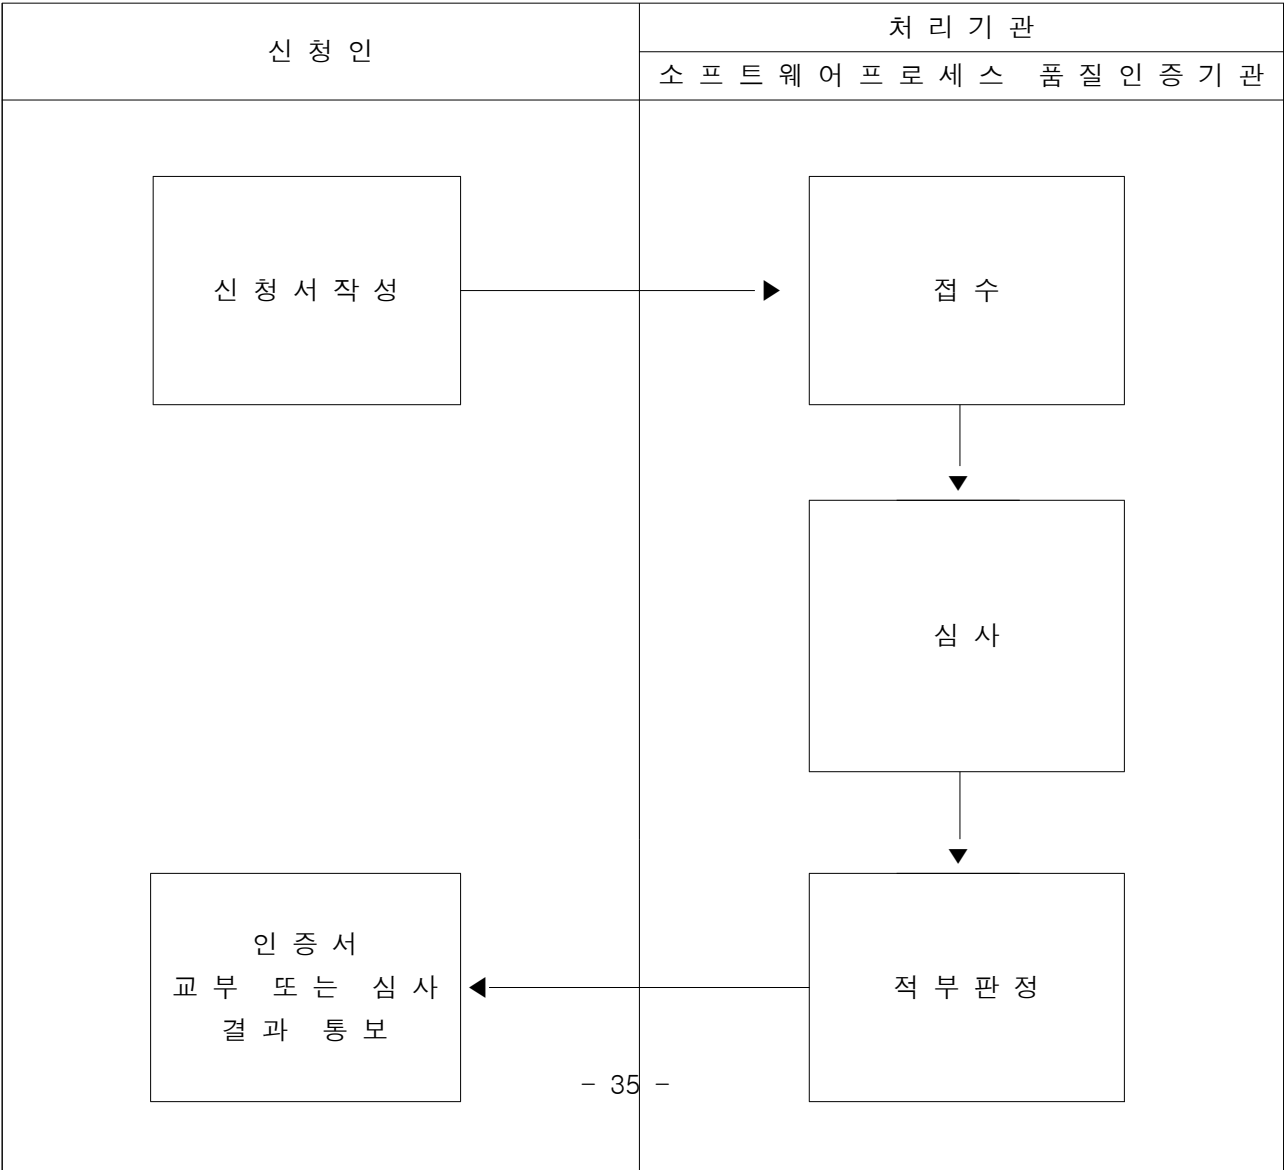 신청인
처리기관
소프트웨어프로세스 품질인증기관
신청서작성
접수
심사
인증서
교부 또는 심사
결과 통보
적부판정
- 35 -